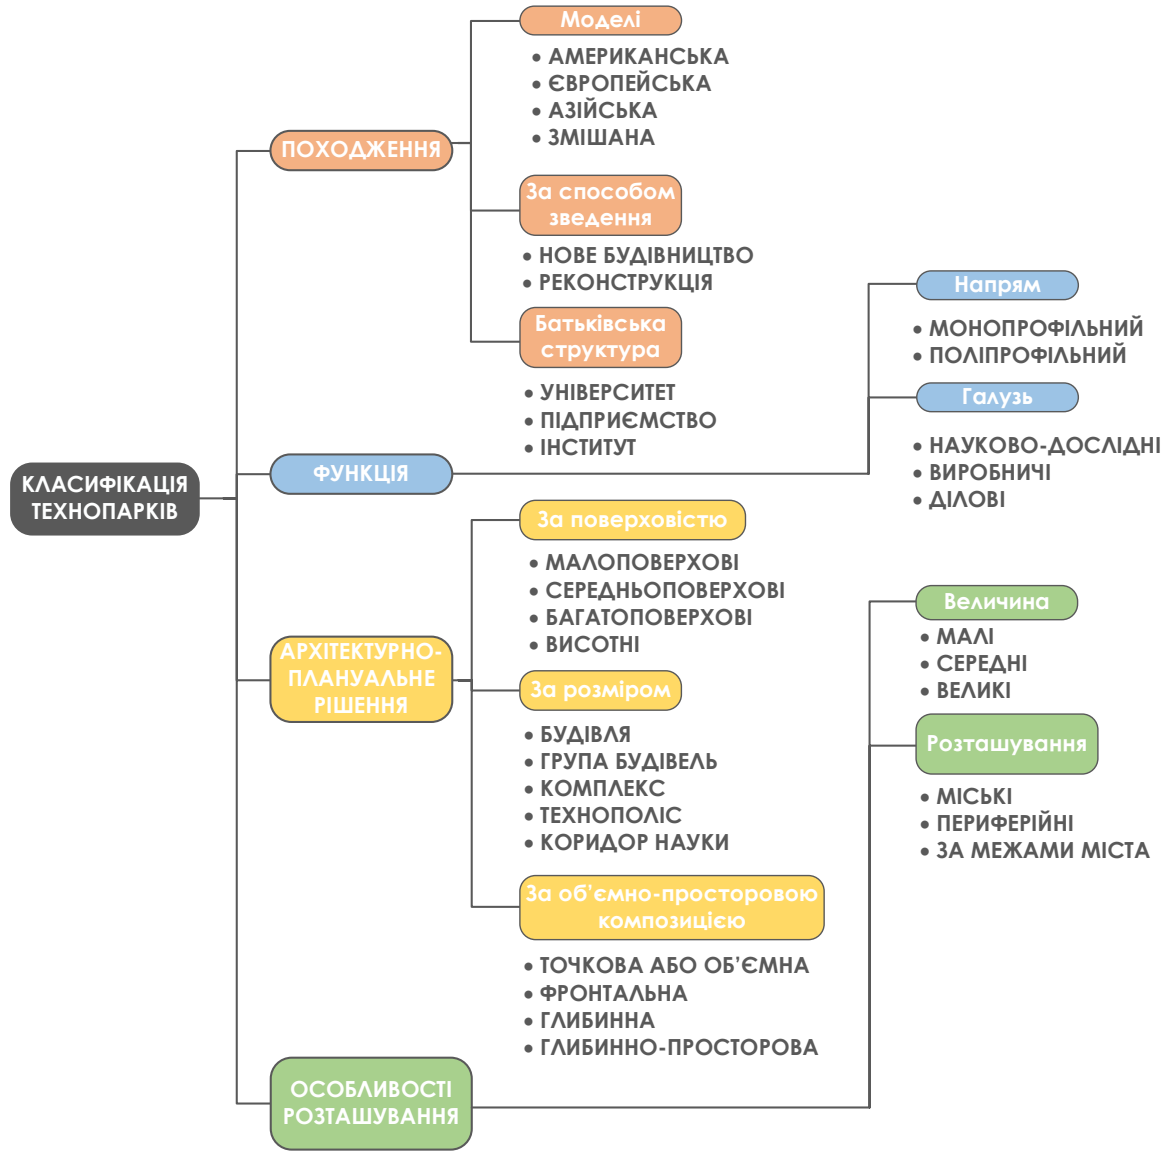 КЛАСИФІКАЦІЯ
ТЕХНОПАРКІВ
ПОХОДЖЕННЯ
Моделі
• АМЕРИКАНСЬКА
• ЄВРОПЕЙСЬКА
• АЗІЙСЬКА
• ЗМІШАНА
За способом
зведення
• НОВЕ БУДІВНИЦТВО
• РЕКОНСТРУКЦІЯ
Батьківська
структура
• УНІВЕРСИТЕТ
• ПІДПРИЄМСТВО
• ІНСТИТУТ
ФУНКЦІЯ
Напрям
• МОНОПРОФІЛЬНИЙ
• ПОЛІПРОФІЛЬНИЙ
Галузь
• НАУКОВО-ДОСЛІДНІ
• ВИРОБНИЧІ
• ДІЛОВІ
АРХІТЕКТУРНО-
ПЛАНУАЛЬНЕ
РІШЕННЯ
За поверховістю
• МАЛОПОВЕРХОВІ
• СЕРЕДНЬОПОВЕРХОВІ
• БАГАТОПОВЕРХОВІ
• ВИСОТНІ
За розміром
• БУДІВЛЯ
• ГРУПА БУДІВЕЛЬ
• КОМПЛЕКС
• ТЕХНОПОЛІС
• КОРИДОР НАУКИ
За об’ємно-просторовою
композицією
• ТОЧКОВА АБО ОБ’ЄМНА
• ФРОНТАЛЬНА
• ГЛИБИННА
• ГЛИБИННО-ПРОСТОРОВА
ОСОБЛИВОСТІ
РОЗТАШУВАННЯ
Величина
• МАЛІ
• СЕРЕДНІ
• ВЕЛИКІ
Розташування
• МІСЬКІ
• ПЕРИФЕРІЙНІ
• ЗА МЕЖАМИ МІСТА